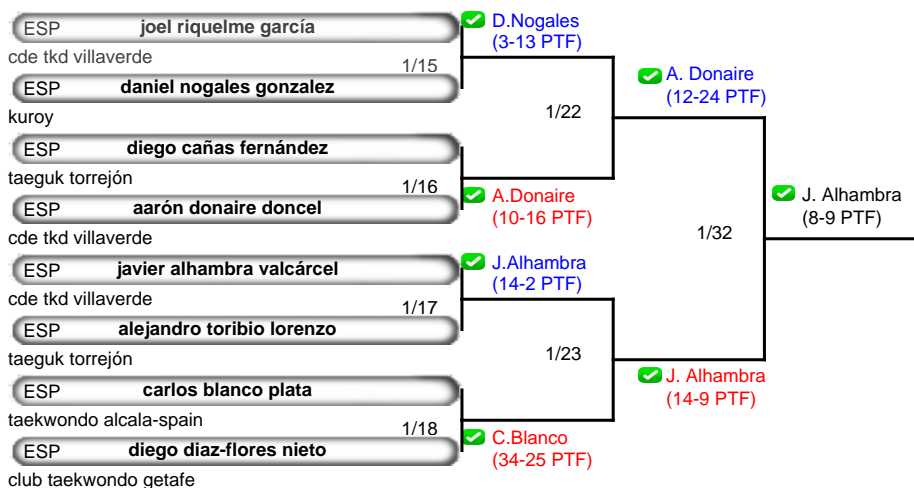 ESP joel riquelme garcía
cde tkd villaverde
1/15
ESP daniel nogales gonzalez
kuroy
D.Nogales
(3-13 PTF)
ESP diego cañas fernández
taeguk torrejón
1/16
ESP aarón donaire doncel
cde tkd villaverde
A.Donaire
(10-16 PTF)
1/22
A. Donaire
(12-24 PTF)
ESP javier alhambra valcárcel
cde tkd villaverde
1/17
ESP alejandro toribio lorenzo
taeguk torrejón
J.Alhambra
(14-2 PTF)
ESP carlos blanco plata
taekwondo alcala-spain
1/18
ESP diego diaz-flores nieto
club taekwondo getafe
C.Blanco
(34-25 PTF)
1/23
J. Alhambra
(14-9 PTF)
1/32
J. Alhambra
(8-9 PTF)